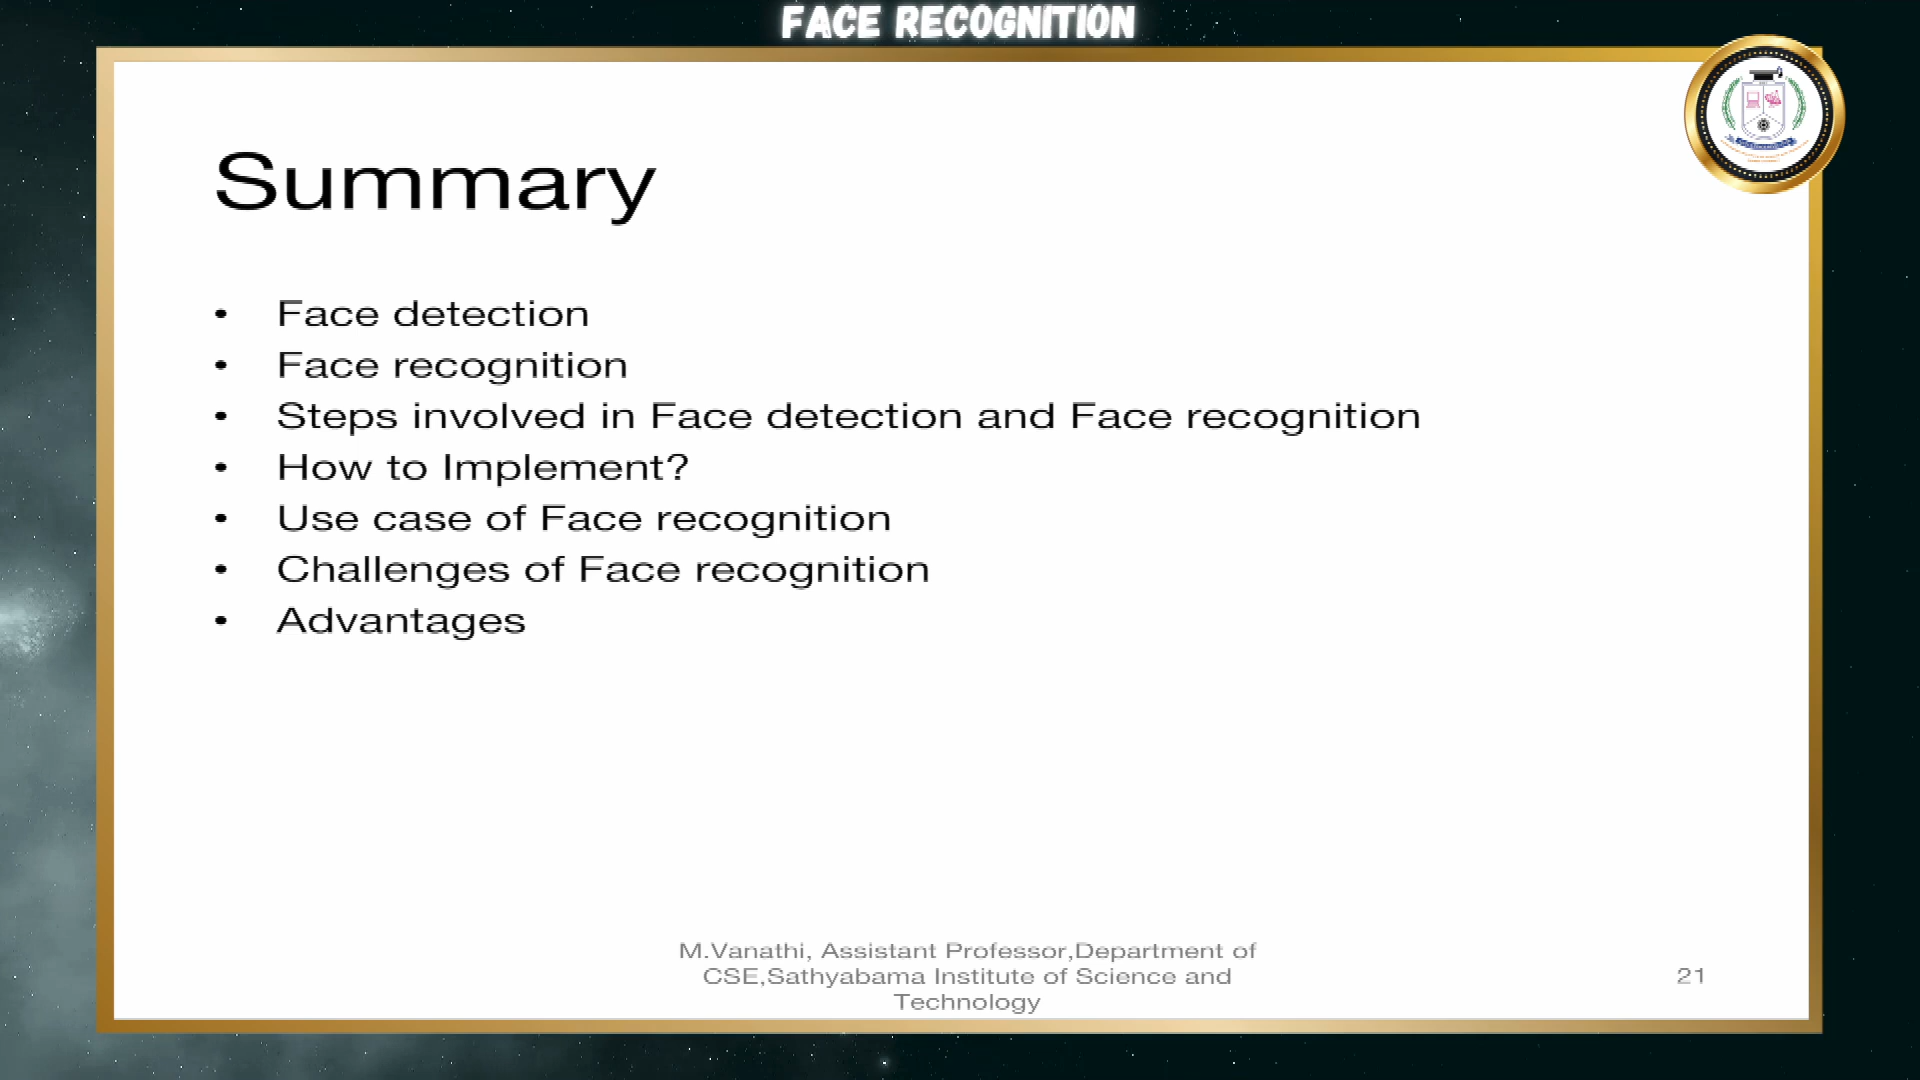 FACE RECOGNITION
Summary
• Face detection
• Face recognition
• Steps involved in Face detection and Face recognition
• How to Implement?
• Use case of Face recognition
• Challenges of Face recognition
• Advantages
M.Vanathi, Assistant Professor,Department of
CSE,Sathyabama Institute of Science and
Technology
21